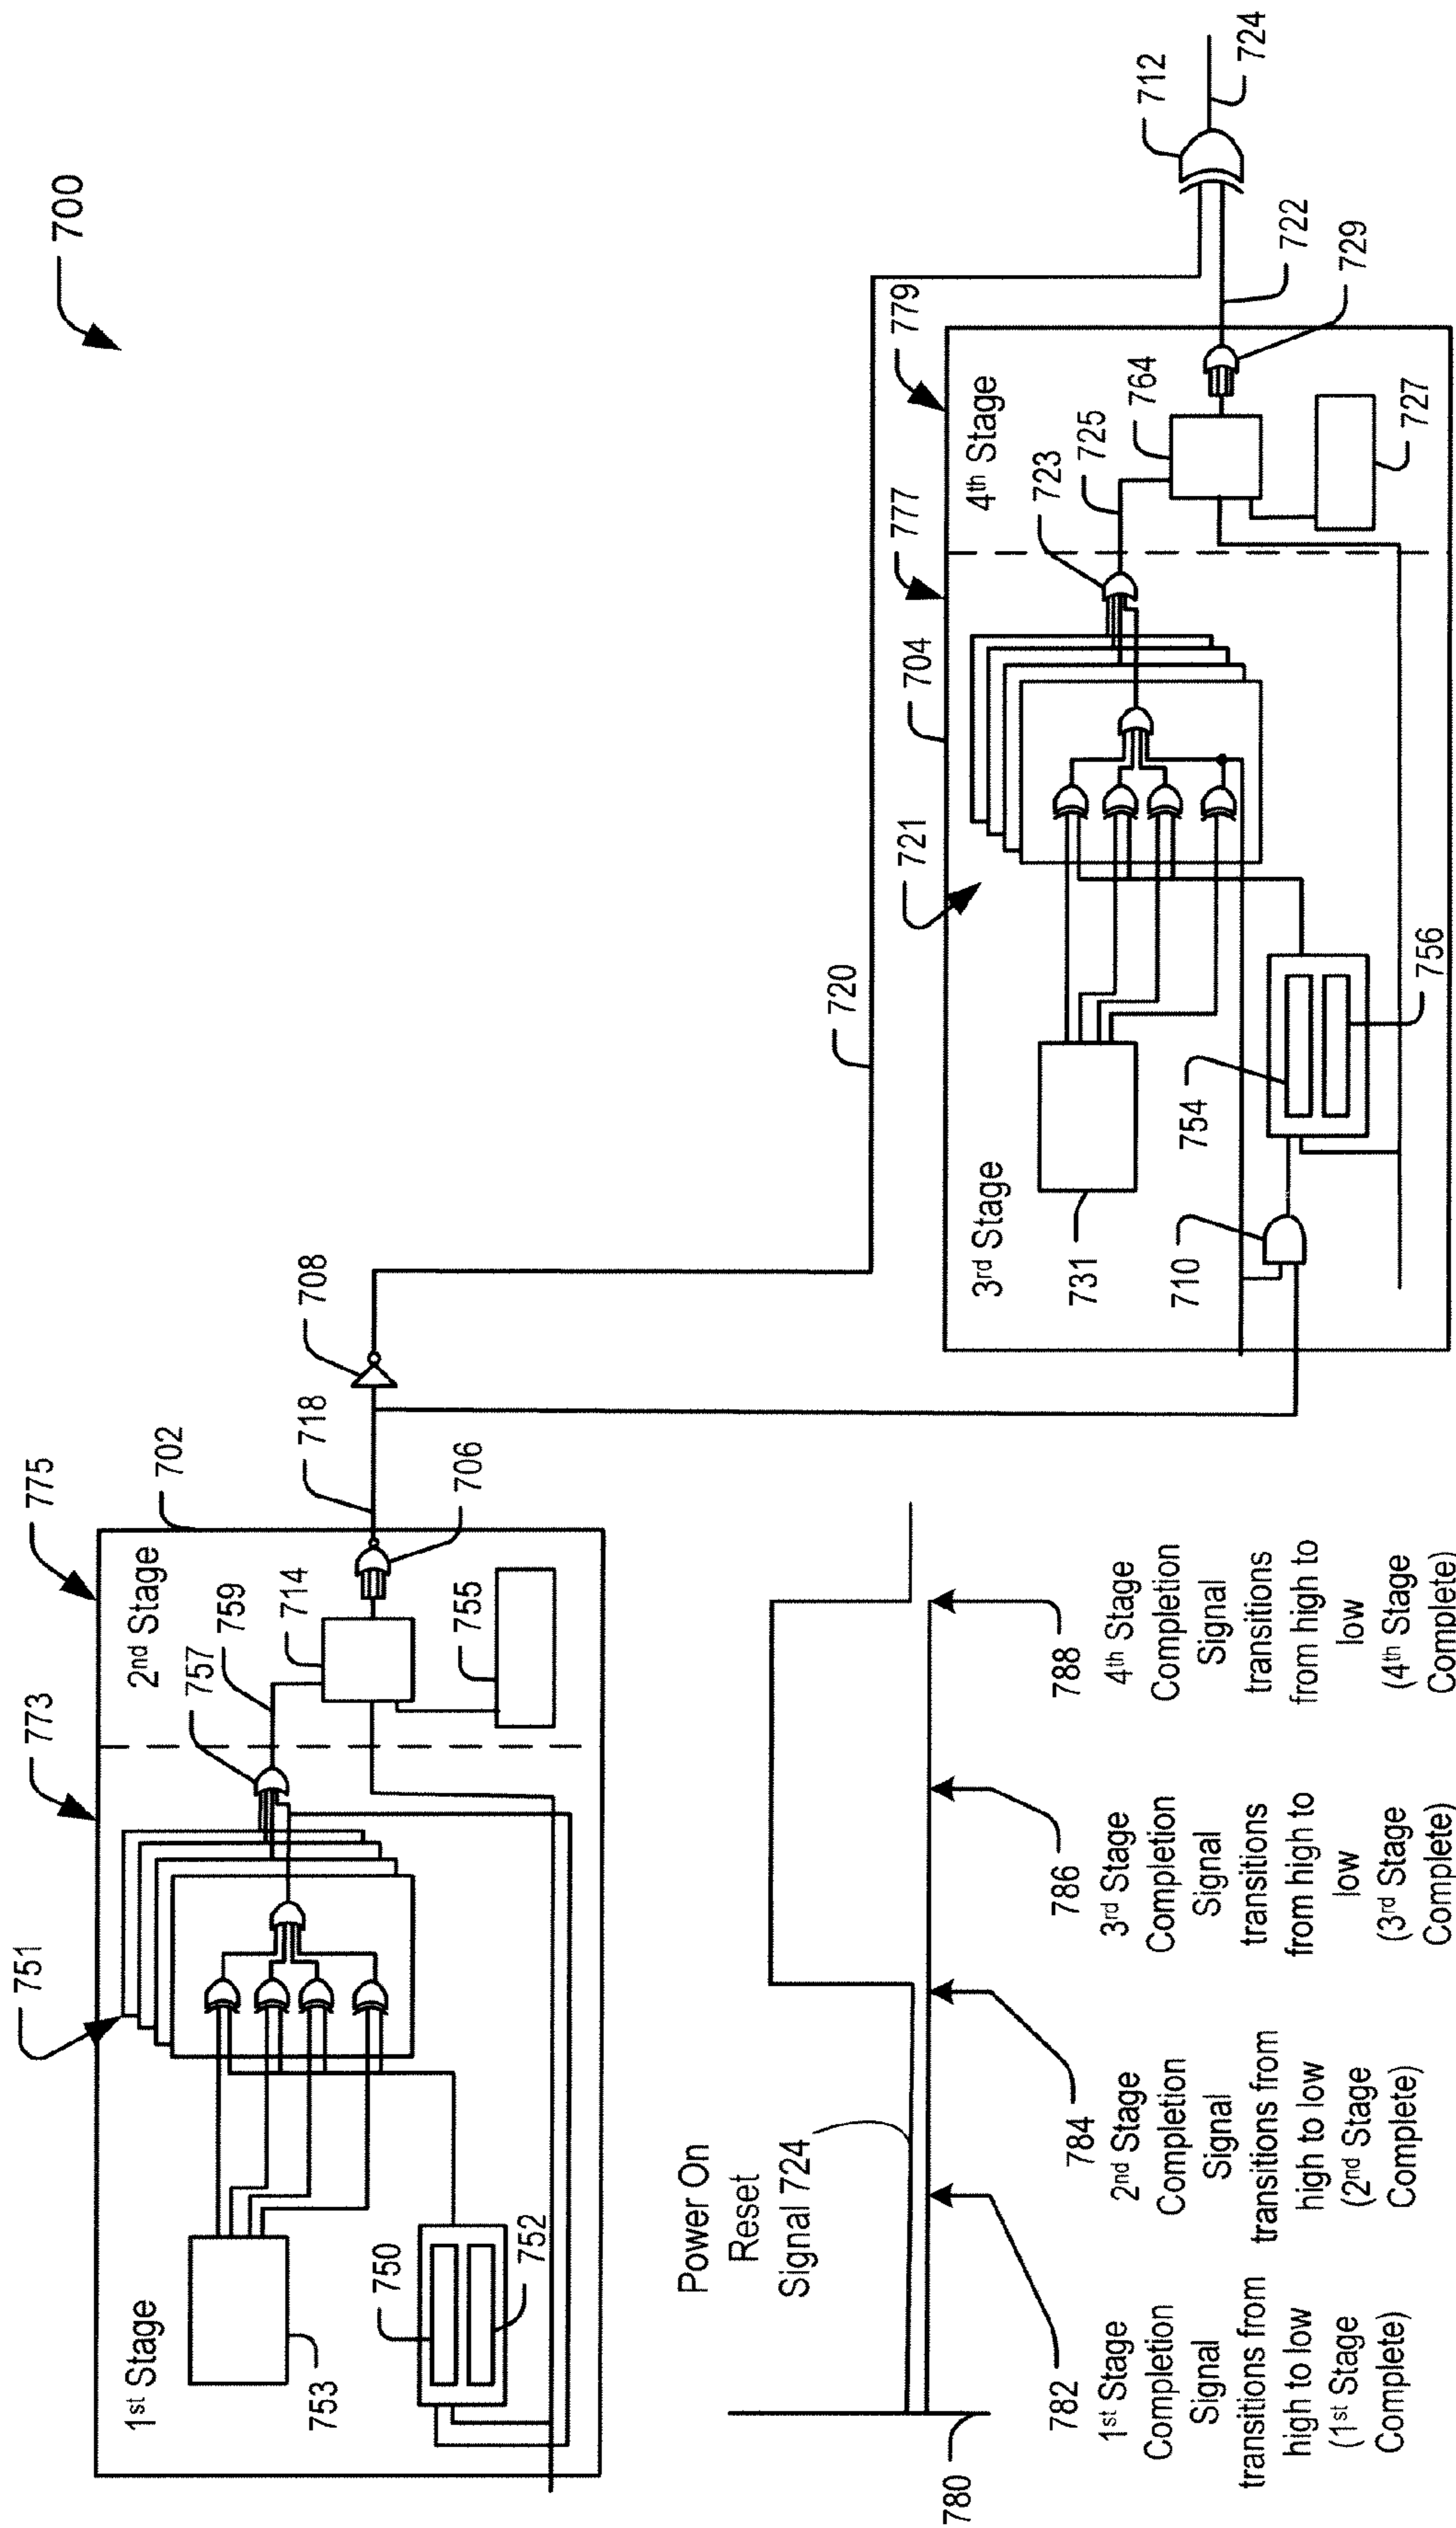 700
775
773
702
751
1st Stage
2nd Stage
757
759
714
755
753
750
752
718
706
708
720
779
777
704
721
3rd Stage
4th Stage
723
725
764
727
731
754
756
710
712
724
722
729
Power On
Reset
Signal 724
780
782
1st Stage
Completion
Signal
transitions from
high to low
(1st Stage
Complete)
784
2nd Stage
Completion
Signal
transitions from
high to low
(2nd Stage
Complete)
786
3rd Stage
Completion
Signal
transitions
from high to
low
(3rd Stage
Complete)
788
4th Stage
Completion
Signal
transitions
from high to
low
(4th Stage
Complete)